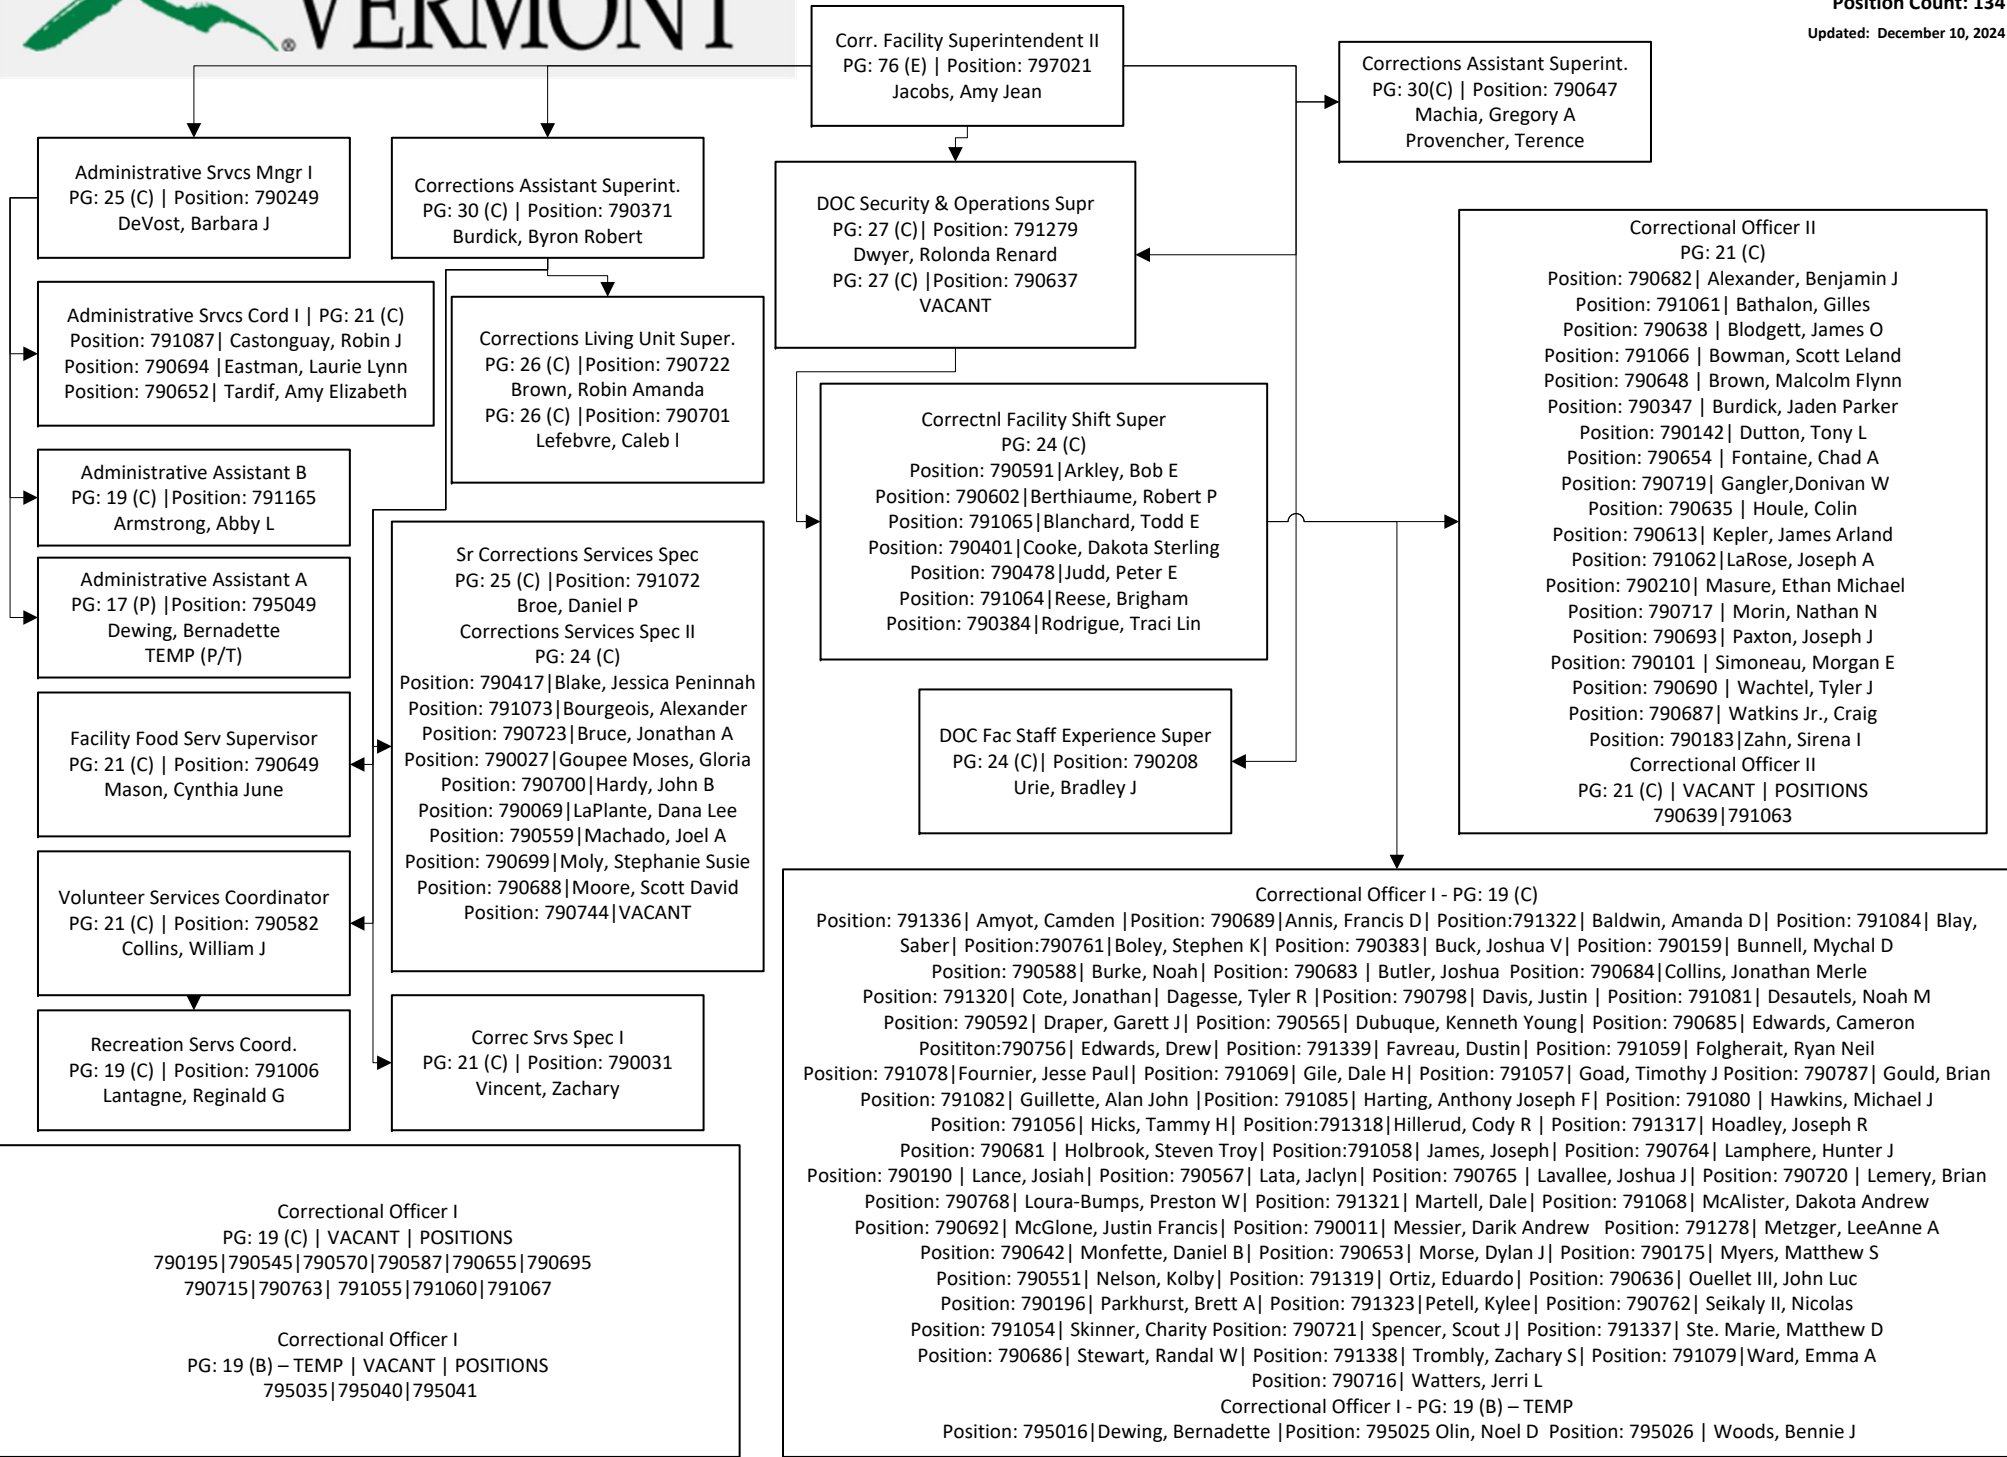 VERMONT
®
Position Count: 134
Updated: December 10, 2024
Corr. Facility Superintendent II
PG: 76 (E) | Position: 797021
Jacobs, Amy Jean
Corrections Assistant Superint.
PG: 30(C) | Position: 790647
Machia, Gregory A
Provencher, Terence
Administrative Srvcs Mngr I
PG: 25 (C) | Position: 790249
DeVost, Barbara J
Corrections Assistant Superint.
PG: 30 (C) | Position: 790371
Burdick, Byron Robert
DOC Security & Operations Supr
PG: 27 (C)| Position: 791279
Dwyer, Rolonda Renard
PG: 27 (C) |Position: 790637
VACANT
Correctional Officer II
PG: 21 (C)
Position: 790682| Alexander, Benjamin J
Position: 791061| Bathalon, Gilles
Position: 790638 | Blodgett, James O
Position: 791066 | Bowman, Scott Leland
Position: 790648 | Brown, Malcolm Flynn
Position: 790347 | Burdick, Jaden Parker
Position: 790142| Dutton, Tony L
Position: 790654 | Fontaine, Chad A
Position: 790719| Gangler,Donivan W
Position: 790635 | Houle, Colin
Position: 790613| Kepler, James Arland
Position: 791062|LaRose, Joseph A
Position: 790210| Masure, Ethan Michael
Position: 790717 | Morin, Nathan N
Position: 790693| Paxton, Joseph J
Position: 790101 | Simoneau, Morgan E
Position: 790690 | Wachtel, Tyler J
Position: 790687| Watkins Jr., Craig
Position: 790183|Zahn, Sirena I
Correctional Officer II
PG: 21 (C) | VACANT | POSITIONS
790639|791063
Administrative Srvcs Cord I | PG: 21 (C)
Position: 791087| Castonguay, Robin J
Position: 790694 |Eastman, Laurie Lynn
Position: 790652| Tardif, Amy Elizabeth
Corrections Living Unit Super.
PG: 26 (C) |Position: 790722
Brown, Robin Amanda
PG: 26 (C) |Position: 790701
Lefebvre, Caleb l
Correctnl Facility Shift Super
PG: 24 (C)
Position: 790591|Arkley, Bob E
Position: 790602|Berthiaume, Robert P
Position: 791065|Blanchard, Todd E
Position: 790401|Cooke, Dakota Sterling
Position: 790478|Judd, Peter E
Position: 791064|Reese, Brigham
Position: 790384|Rodrigue, Traci Lin
Administrative Assistant B
PG: 19 (C) |Position: 791165
Armstrong, Abby L
Administrative Assistant A
PG: 17 (P) |Position: 795049
Dewing, Bernadette
TEMP (P/T)
Sr Corrections Services Spec
PG: 25 (C) |Position: 791072
Broe, Daniel P
Corrections Services Spec II
PG: 24 (C)
Position: 790417|Blake, Jessica Peninnah
Position: 791073|Bourgeois, Alexander
Position: 790723|Bruce, Jonathan A
Position: 790027|Goupee Moses, Gloria
Position: 790700|Hardy, John B
Position: 790069|LaPlante, Dana Lee
Position: 790559|Machado, Joel A
Position: 790699|Moly, Stephanie Susie
Position: 790688|Moore, Scott David
Position: 790744|VACANT
DOC Fac Staff Experience Super
PG: 24 (C)| Position: 790208
Urie, Bradley J
Facility Food Serv Supervisor
PG: 21 (C) | Position: 790649
Mason, Cynthia June
Volunteer Services Coordinator
PG: 21 (C) | Position: 790582
Collins, William J
Recreation Servs Coord.
PG: 19 (C) | Position: 791006
Lantagne, Reginald G
Correc Srvs Spec I
PG: 21 (C) | Position: 790031
Vincent, Zachary
Correctional Officer I
PG: 19 (C) | VACANT | POSITIONS
790195|790545|790570|790587|790655|790695
790715|790763| 791055|791060|791067
Correctional Officer I
PG: 19 (B) – TEMP | VACANT | POSITIONS
795035|795040|795041
Correctional Officer I - PG: 19 (C)
Position: 791336| Amyot, Camden |Position: 790689|Annis, Francis D| Position:791322| Baldwin, Amanda D| Position: 791084| Blay,
Saber| Position:790761|Boley, Stephen K| Position: 790383| Buck, Joshua V| Position: 790159| Bunnell, Mychal D
Position: 790588| Burke, Noah| Position: 790683 | Butler, Joshua Position: 790684|Collins, Jonathan Merle
Position: 791320| Cote, Jonathan| Dagesse, Tyler R |Position: 790798| Davis, Justin | Position: 791081| Desautels, Noah M
Position: 790592| Draper, Garett J| Position: 790565| Dubuque, Kenneth Young| Position: 790685| Edwards, Cameron
Posititon:790756| Edwards, Drew| Position: 791339| Favreau, Dustin| Position: 791059| Folgherait, Ryan Neil
Position: 791078|Fournier, Jesse Paul| Position: 791069| Gile, Dale H| Position: 791057| Goad, Timothy J Position: 790787| Gould, Brian
Position: 791082| Guillette, Alan John |Position: 791085| Harting, Anthony Joseph F| Position: 791080 | Hawkins, Michael J
Position: 791056| Hicks, Tammy H| Position:791318|Hillerud, Cody R | Position: 791317| Hoadley, Joseph R
Position: 790681 | Holbrook, Steven Troy| Position:791058| James, Joseph| Position: 790764| Lamphere, Hunter J
Position: 790190 | Lance, Josiah| Position: 790567| Lata, Jaclyn| Position: 790765 | Lavallee, Joshua J| Position: 790720 | Lemery, Brian
Position: 790768| Loura-Bumps, Preston W| Position: 791321| Martell, Dale| Position: 791068| McAlister, Dakota Andrew
Position: 790692| McGlone, Justin Francis| Position: 790011| Messier, Darik Andrew Position: 791278| Metzger, LeeAnne A
Position: 790642| Monfette, Daniel B| Position: 790653| Morse, Dylan J| Position: 790175| Myers, Matthew S
Position: 790551| Nelson, Kolby| Position: 791319| Ortiz, Eduardo| Position: 790636| Ouellet III, John Luc
Position: 790196| Parkhurst, Brett A| Position: 791323|Petell, Kylee| Position: 790762| Seikaly II, Nicolas
Position: 791054| Skinner, Charity Position: 790721| Spencer, Scout J| Position: 791337| Ste. Marie, Matthew D
Position: 790686| Stewart, Randal W| Position: 791338| Trombly, Zachary S| Position: 791079|Ward, Emma A
Position: 790716| Watters, Jerri L
Correctional Officer I - PG: 19 (B) – TEMP
Position: 795016|Dewing, Bernadette |Position: 795025 Olin, Noel D Position: 795026 | Woods, Bennie J